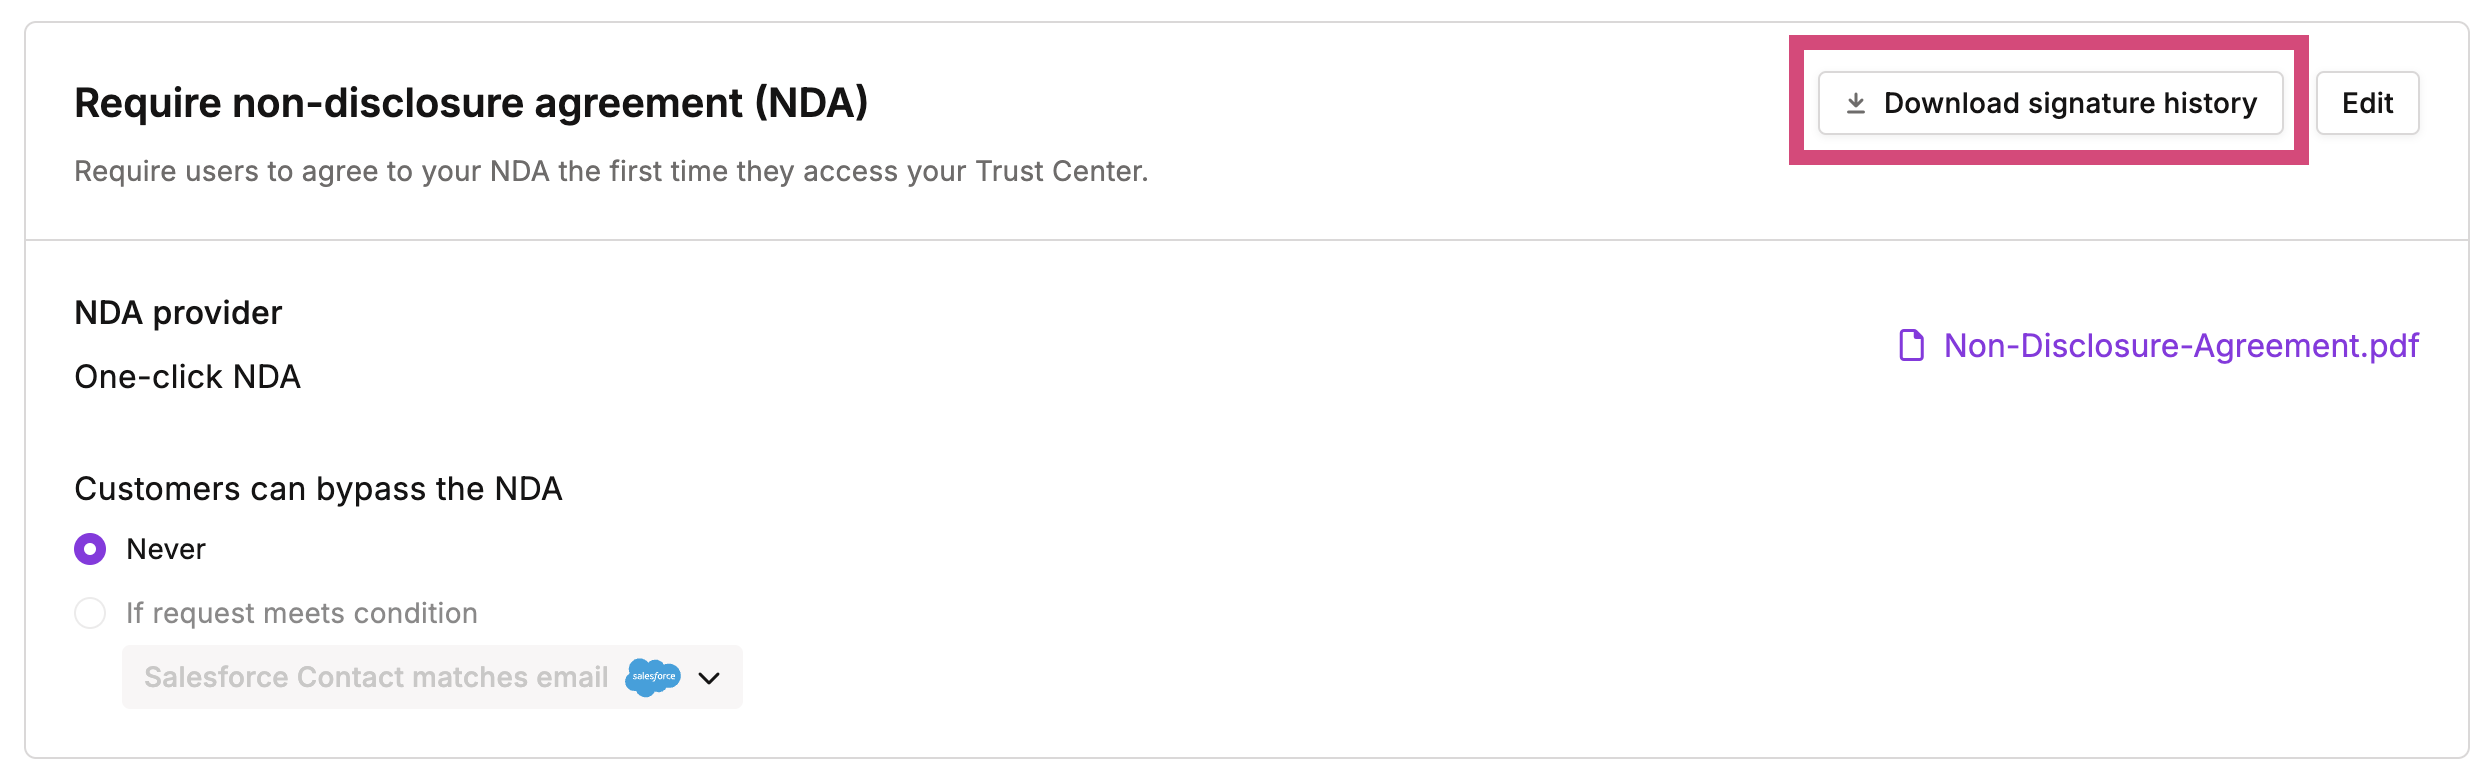 Require non-disclosure agreement (NDA)
Download signature history
Edit
Require users to agree to your NDA the first time they access your Trust Center.
NDA provider
Non-Disclosure-Agreement.pdf
One-click NDA
Customers can bypass the NDA
Never
If request meets condition
Salesforce Contact matches email
salesforce